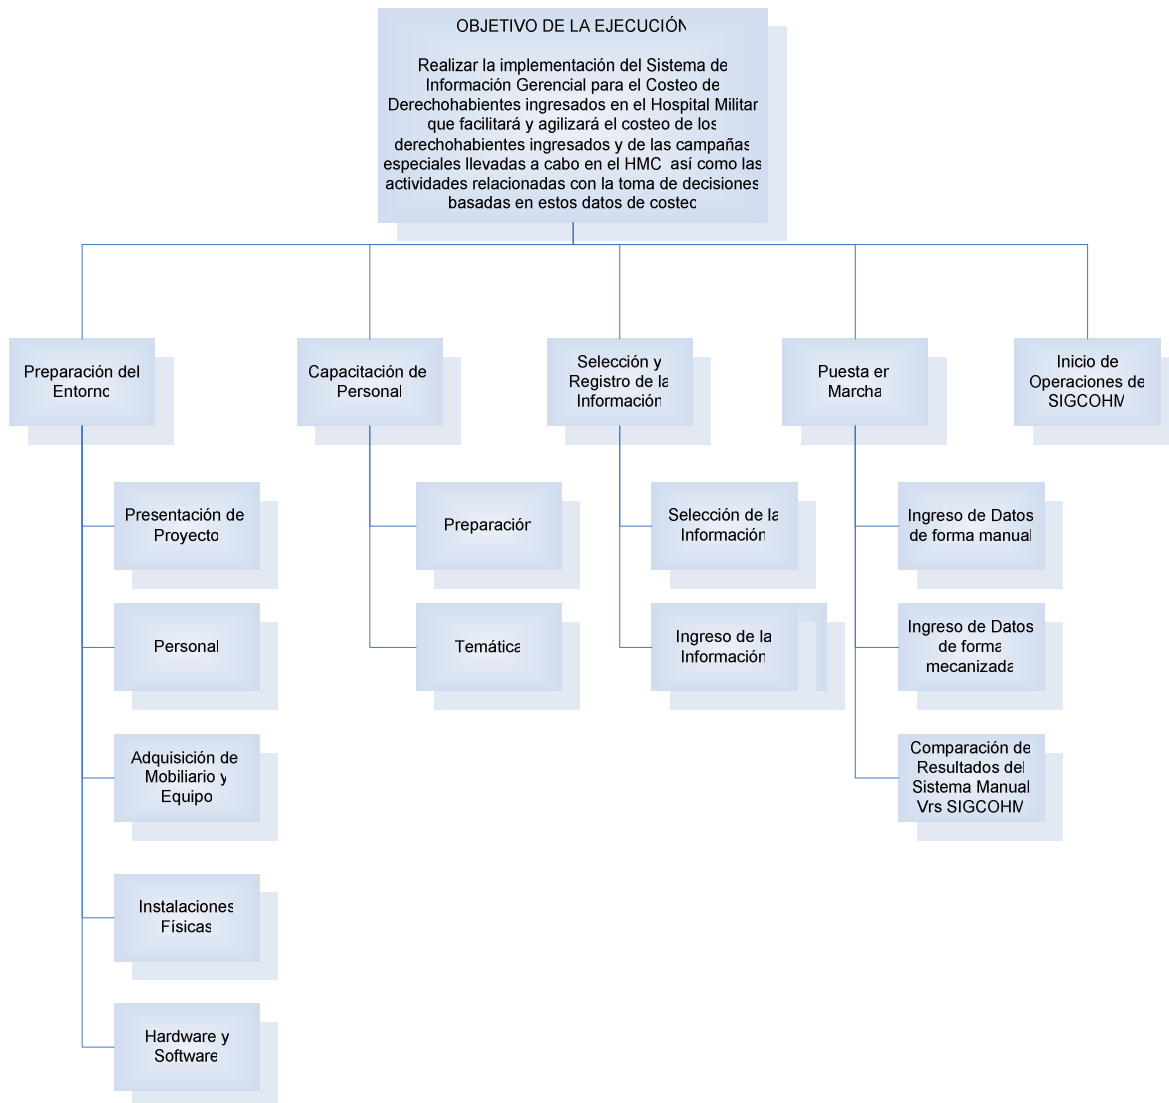 OBJETIVO DE LA EJECUCIÓN
Realizar la implementación del Sistema de
Información Gerencial para el Costeo de
Derechohabientes ingresados en el Hospital Militar
que facilitará y agilizará el costeo de los
derechohabientes ingresados y de las campañas
especiales llevadas a cabo en el HMC así como las
actividades relacionadas con la toma de decisiones
basadas en estos datos de costeo
Preparación del
Entorno
Capacitación de
Personal
Selección y
Registro de la
Información
Puesta en
Marcha
Inicio de
Operaciones de
SIGCOHM
Presentación de
Proyecto
Personal
Adquisición de
Mobiliario y
Equipo
Instalaciones
Físicas
Hardware y
Software
Preparación
Temática
Selección de la
Información
Ingreso de la
Información
Ingreso de Datos
de forma manual
Ingreso de Datos
de forma
mecanizada
Comparación de
Resultados del
Sistema Manual
Vrs SIGCOHM